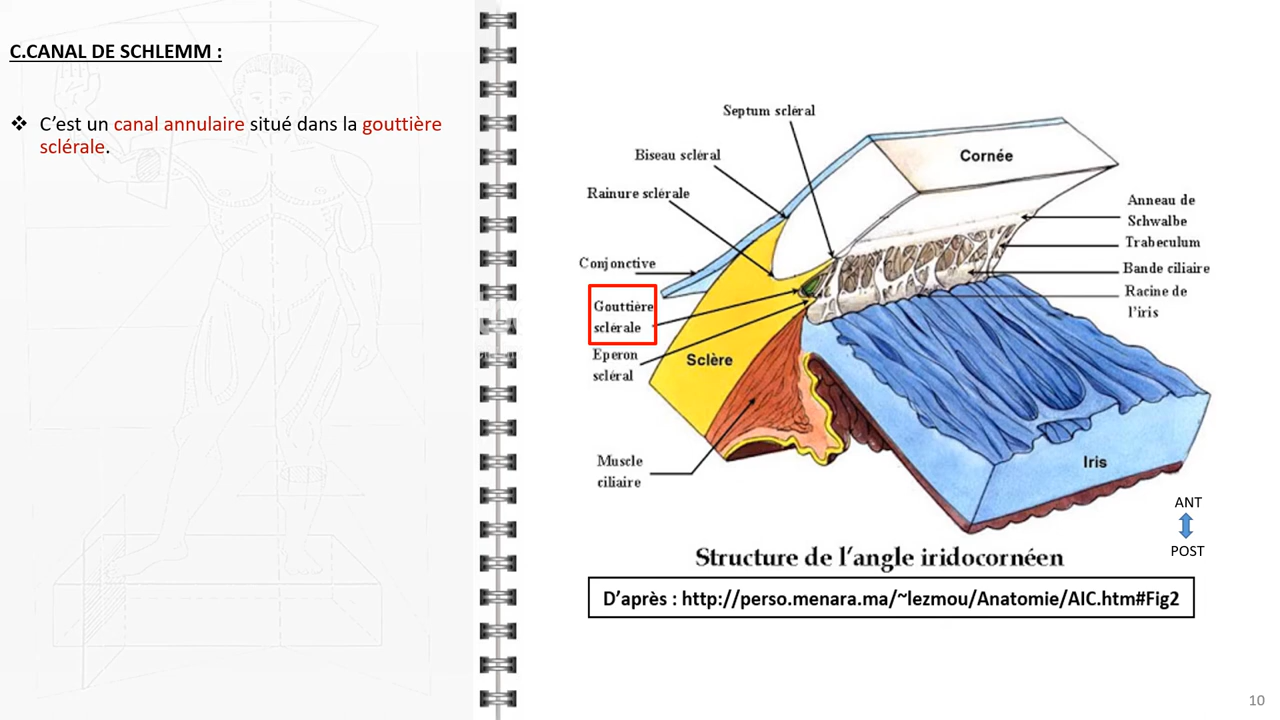 C.CANAL DE SCHLEMM :
❖ C’est un canal annulaire situé dans la gouttière
sclérale.
Septum scléral
Biseau scléral
Cornée
Rainure sclérale
Anneau de
Schwalbe
Trabeculum
Conjonctive
Bande ciliaire
Gouttière
sclérale
Racine de
l’iris
Eperon
scléral
Sclère
Muscle
ciliaire
Iris
ANT
POST
Structure de l’angle iridocornéen
D’après : http://perso.menara.ma/~lezmou/Anatomie/AIC.htm#Fig2
10